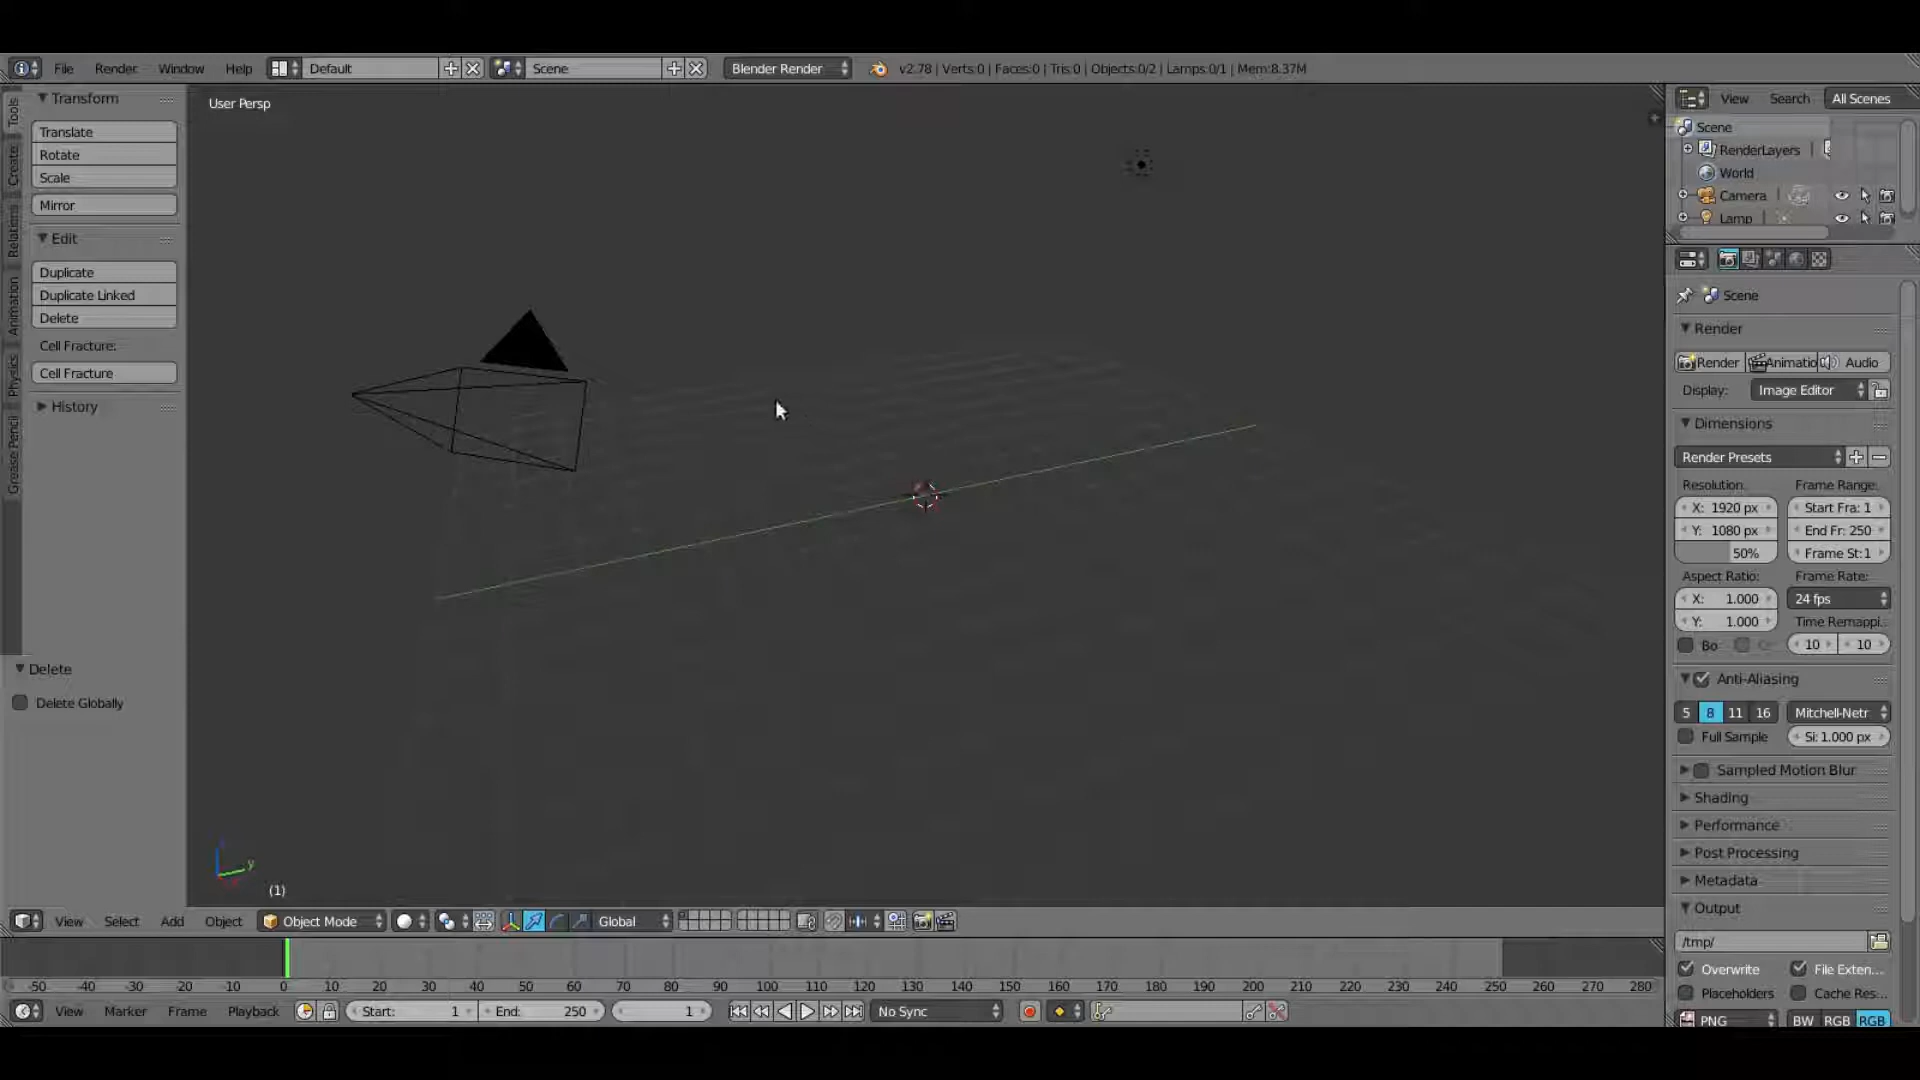 File Render Window Help Default Scene Blender Render v2.78 | Verts:0 | Faces:0 | Tris:0 | Objects:0/2 | Lamps:0/1 | Mem:8.37M
Tools
Create
Relations
Animation
Physics
Grease Pencil
Transform
Translate
Rotate
Scale
Mirror
Edit
Duplicate
Duplicate Linked
Delete
Cell Fracture:
Cell Fracture
History
Delete
Delete Globally
User Persp
y
(1)
View Search All Scenes
Scene
RenderLayers |
World
Camera |
Lamp |
Scene
Render
Render Animatio Audio
Display: Image Editor
Dimensions
Render Presets
Resolution: Frame Range:
X: 1920 px Start Fra: 1
Y: 1080 px End Fr: 250
50% Frame St:1
Aspect Ratio: Frame Rate:
X: 1.000 24 fps
Y: 1.000 Time Remappi..
Bo 10 10
Anti-Aliasing
5 8 11 16 Mitchell-Netr
Full Sample Si: 1.000 px
Sampled Motion Blur
Shading
Performance
Post Processing
Metadata
Output
/tmp/
Overwrite File Exten...
Placeholders Cache Res...
PNG BW RGB RGB
View Select Add Object Object Mode Global
-50 -40 -30 -20 -10 0 10 20 30 40 50 60 70 80 90 100 110 120 130 140 150 160 170 180 190 200 210 220 230 240 250 260 270 280
View Marker Frame Playback Start: 1 End: 250 1 No Sync